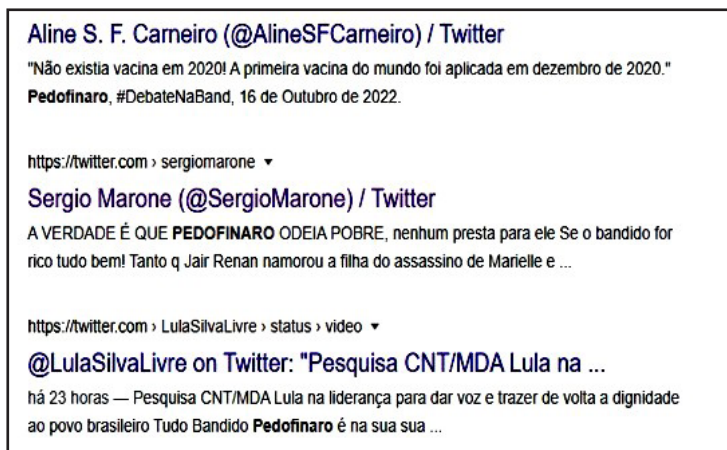 Aline S. F. Carneiro (@AlineSFCarneiro) / Twitter
"Não existia vacina em 2020! A primeira vacina do mundo foi aplicada em dezembro de 2020."
Pedofinaro, #DebateNaBand, 16 de Outubro de 2022.
https://twitter.com › sergiomarone ▾
Sergio Marone (@SergioMarone) / Twitter
A VERDADE É QUE PEDOFINARO ODEIA POBRE, nenhum presta para ele Se o bandido for
rico tudo bem! Tanto q Jair Renan namorou a filha do assassino de Marielle e ...
https://twitter.com › LulaSilvaLivre › status › video ▾
@LulaSilvaLivre on Twitter: "Pesquisa CNT/MDA Lula na ...
há 23 horas — Pesquisa CNT/MDA Lula na liderança para dar voz e trazer de volta a dignidade
ao povo brasileiro Tudo Bandido Pedofinaro é na sua sua ...